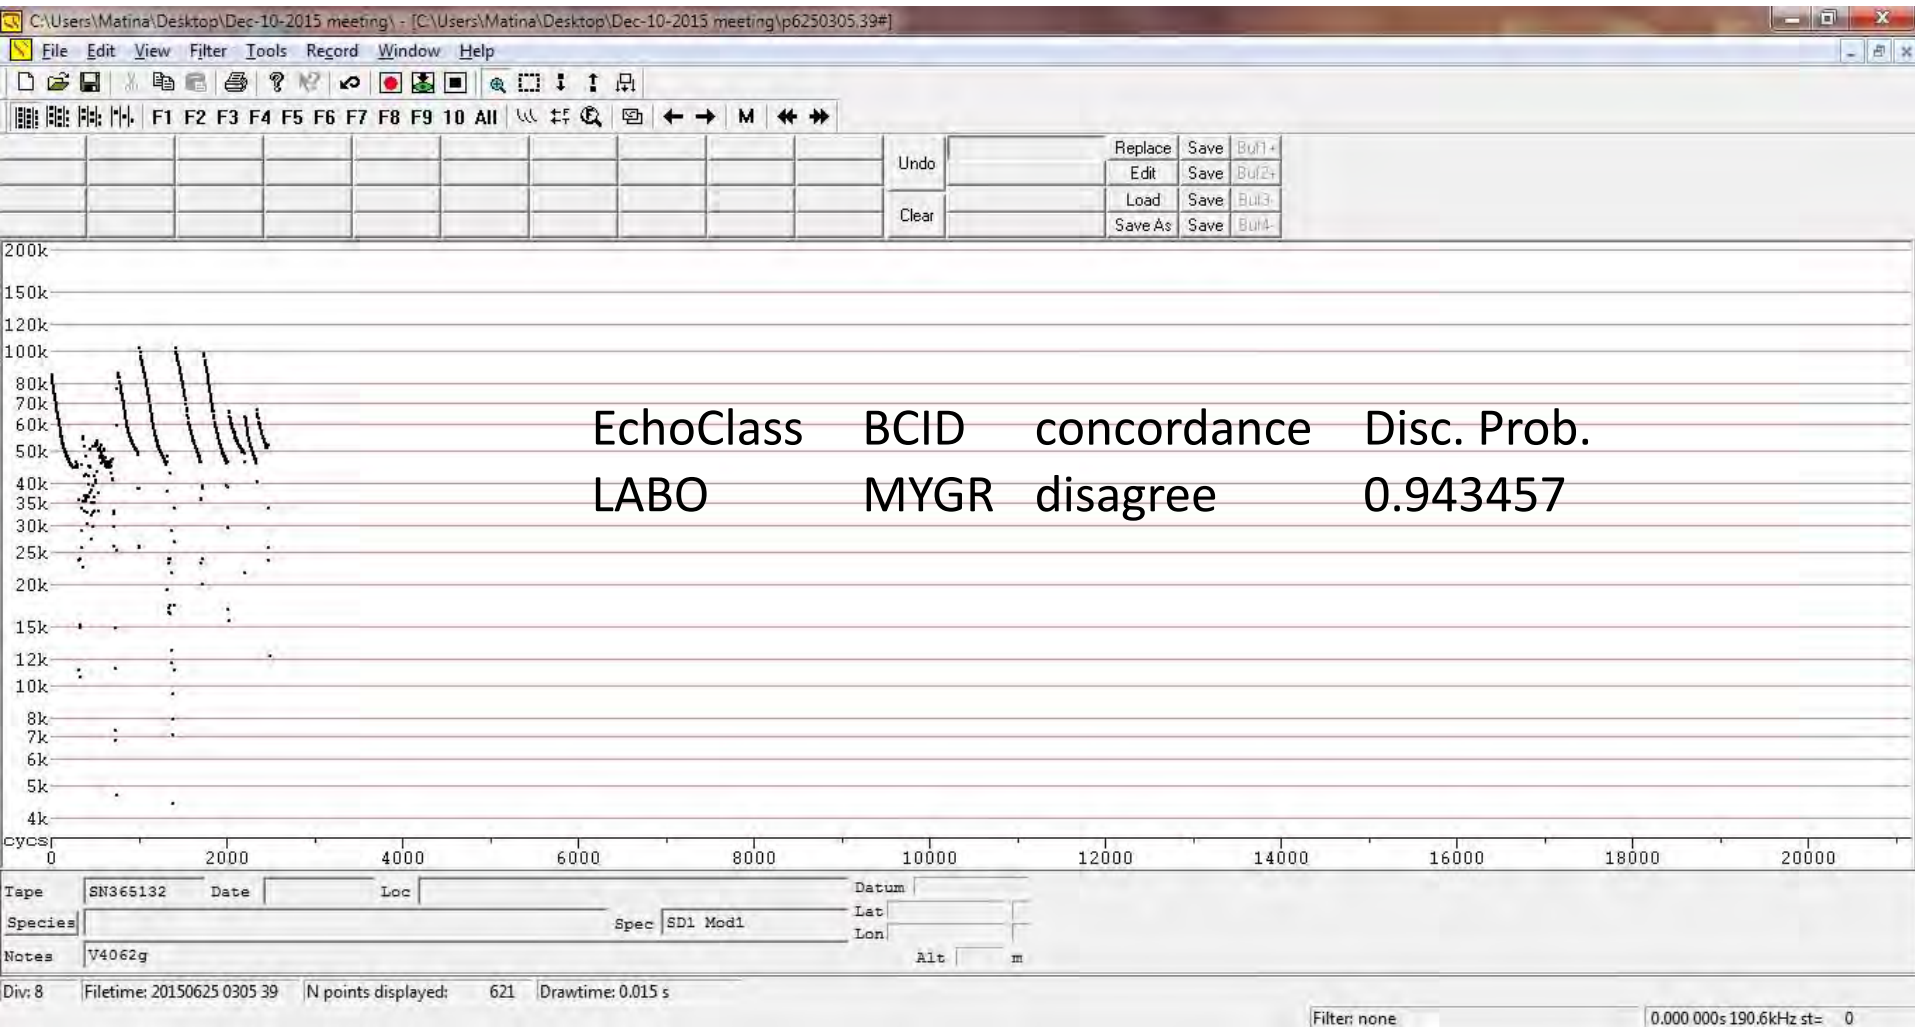 C:\Users\Matina\Desktop\Dec-10-2015 meeting\ - [C:\Users\Matina\Desktop\Dec-10-2015 meeting\p6250305.39#]
File Edit View Filter Tools Record Window Help
F1 F2 F3 F4 F5 F6 F7 F8 F9 10 All M
Undo Replace Save Buf1+
Edit Save Buf2+
Clear Load Save Buf3-
Save As Save Buf4-
200k
150k
120k
100k
80k
70k
60k
EchoClass BCID concordance Disc. Prob.
50k
40k
LABO MYGR disagree 0.943457
35k
30k
25k
20k
15k
12k
10k
8k
7k
6k
5k
4k
cycs
0 2000 4000 6000 8000 10000 12000 14000 16000 18000 20000
Tape SN365132 Date Loc Datum
Species Spec SD1 Mod1 Lat
Lon
Notes V4062g Alt m
Div: 8 Filetime: 20150625 0305 39 N points displayed: 621 Drawtime: 0.015 s
Filter: none 0.000 000s 190.6kHz st= 0